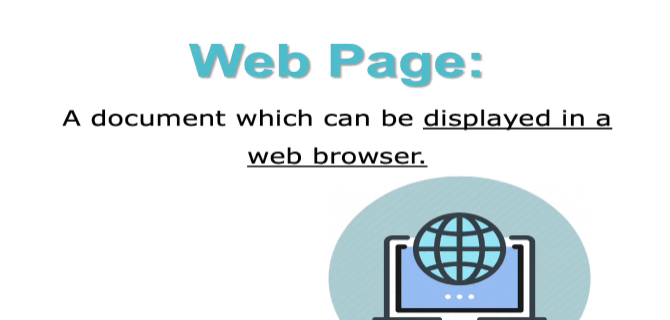 Web Page:
A document which can be displayed in a
web browser.